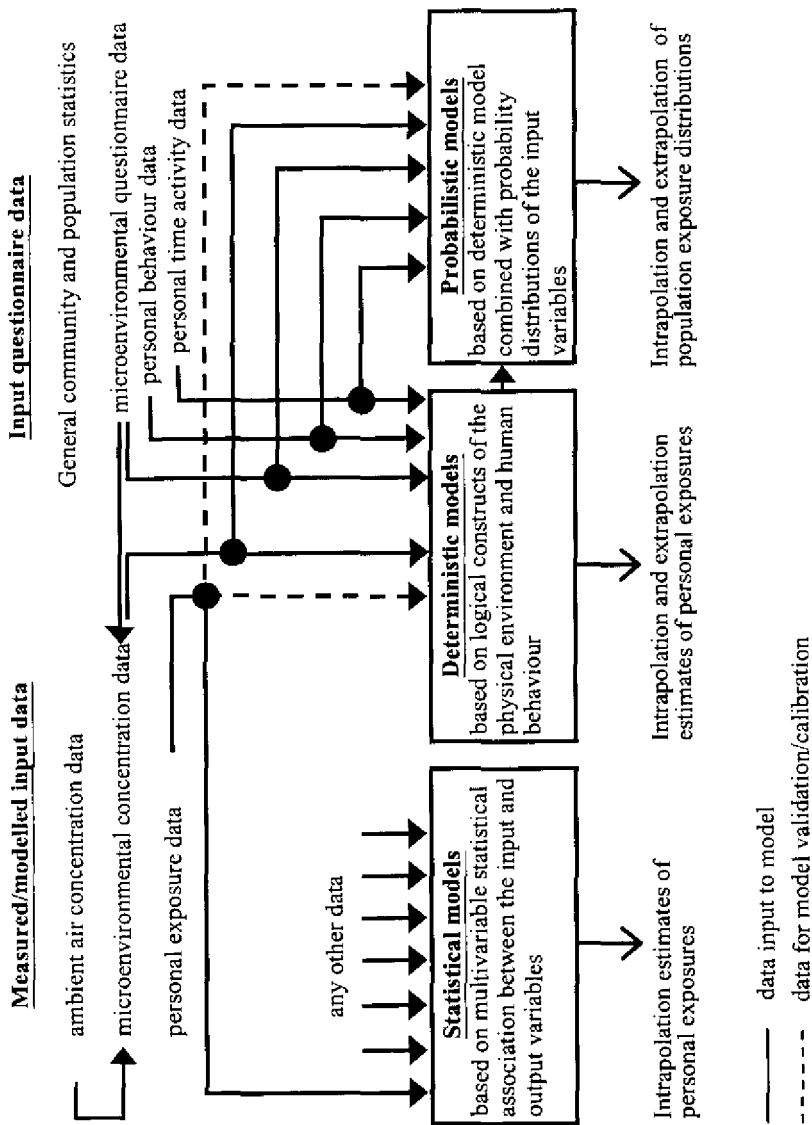 Measured/modelled input data
Input questionnaire data
ambient air concentration data
General community and population statistics
microenvironmental concentration data
microenvironmental questionnaire data
personal behaviour data
personal time activity data
personal exposure data
any other data
Statistical models
based on multivariable statistical
association between the input and
output variables
Deterministic models
based on logical constructs of the
physical environment and human
behaviour
Probabilistic models
based on deterministic model
combined with probability
distributions of the input
variables
Intrapolation estimates of
personal exposures
Intrapolation and extrapolation
estimates of personal exposures
Intrapolation and extrapolation of
population exposure distributions
data input to model
data for model validation/calibration